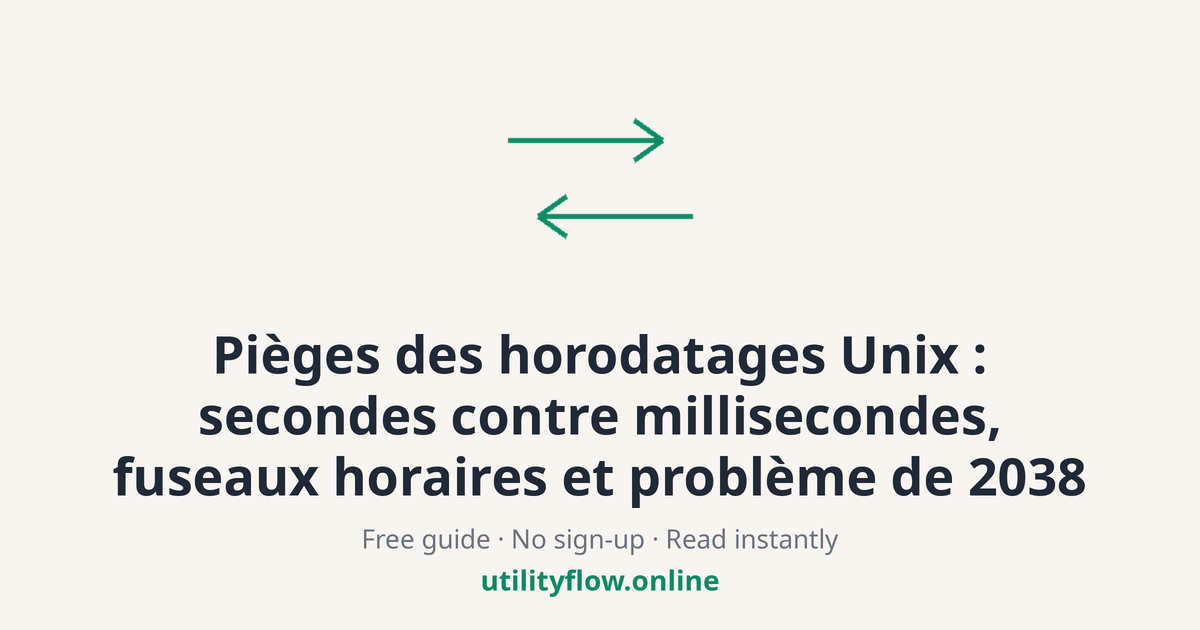 Pièges des horodatages Unix :
secondes contre millisecondes,
fuseaux horaires et problème de 2038
Free guide · No sign-up · Read instantly
utilityflow.online